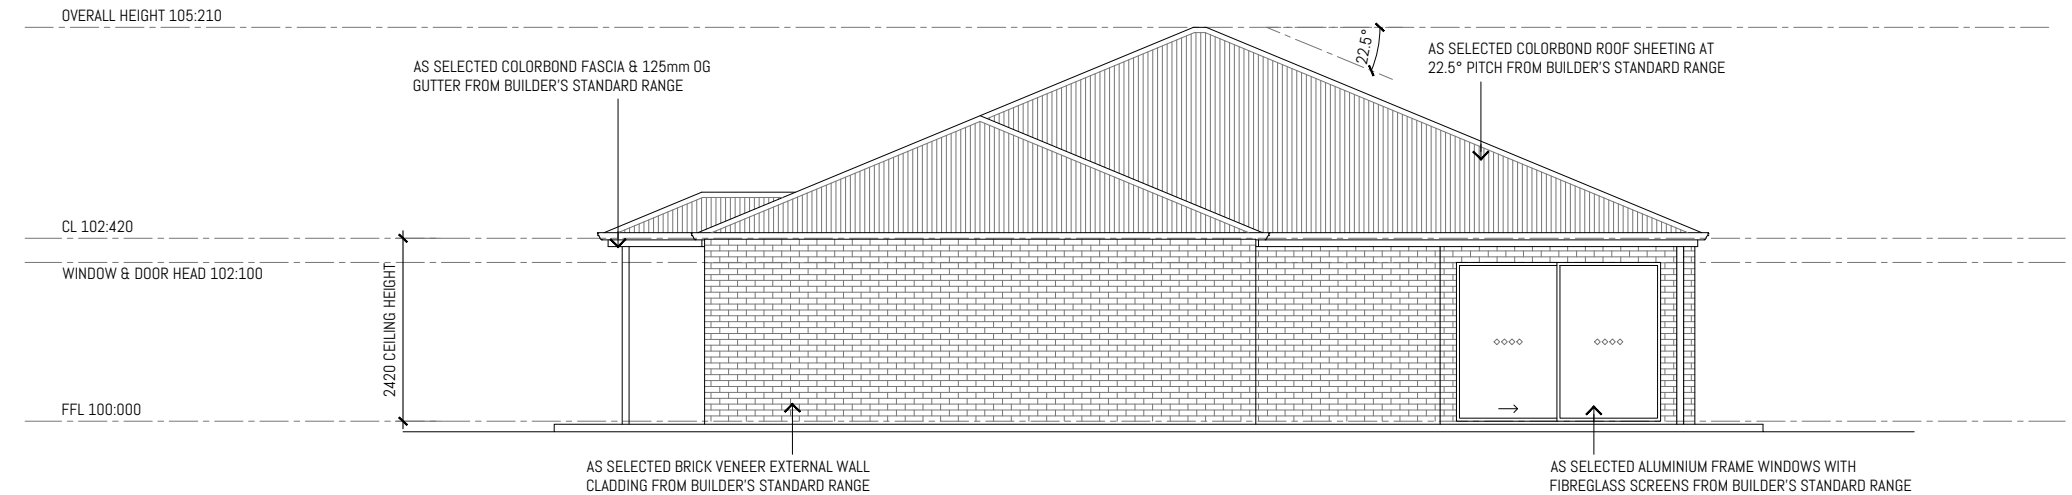 OVERALL HEIGHT 105:210
AS SELECTED COLORBOND FASCIA & 125mm OG
GUTTER FROM BUILDER'S STANDARD RANGE
22.5°
AS SELECTED COLORBOND ROOF SHEETING AT
22.5° PITCH FROM BUILDER'S STANDARD RANGE
CL 102:420
WINDOW & DOOR HEAD 102:100
2420 CEILING HEIGHT
FFL 100:000
AS SELECTED BRICK VENEER EXTERNAL WALL
CLADDING FROM BUILDER'S STANDARD RANGE
AS SELECTED ALUMINIUM FRAME WINDOWS WITH
FIBREGLASS SCREENS FROM BUILDER'S STANDARD RANGE